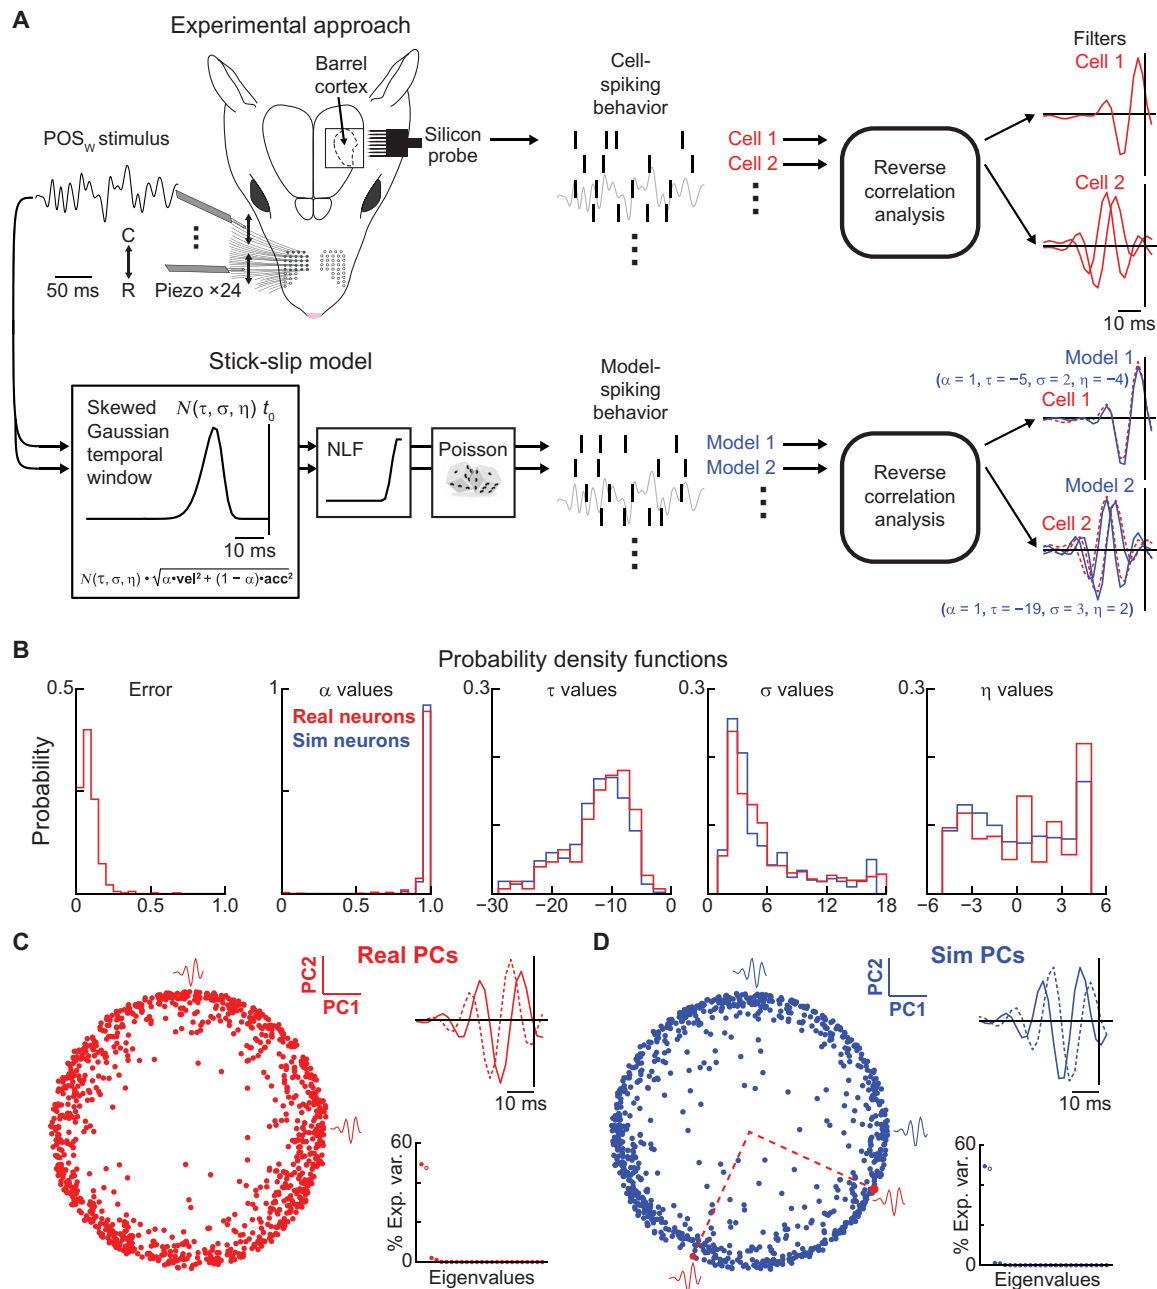 A
Experimental approach
Barrel
cortex
Cell-
spiking
behavior
Filters
Cell 1
POS_W stimulus
Silicon
probe
Cell 1
Cell 2
Reverse
correlation
analysis
Cell 2
C
R
50 ms
Piezo ×24
10 ms
Stick-slip model
Model-
spiking
behavior
Model 1
(α = 1, τ = −5, σ = 2, η = −4)
Cell 1
Skewed
Gaussian
temporal
window
N(τ, σ, η) t₀
10 ms
N(τ, σ, η) • √α•vel² + (1 − α)•acc²
NLF
Poisson
Model 1
Model 2
Reverse
correlation
analysis
Model 2
Cell 2
(α = 1, τ = −19, σ = 3, η = 2)
B
Probability density functions
Probability
Error
0.5
0 0.5 1.0
α values
1
Real neurons
Sim neurons
0 0.5 1.0
τ values
0.3
−30 −20 −10 0
σ values
0.3
0 6 12 18
η values
0.3
−6 −3 0 3 6
C
Real PCs
PC2
PC1
10 ms
60
% Exp. var.
0
Eigenvalues
D
Sim PCs
PC2
PC1
10 ms
60
% Exp. var.
0
Eigenvalues